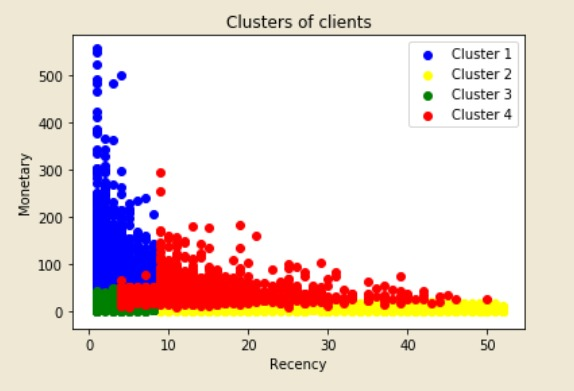 Clusters of clients
Cluster 1
Cluster 2
Cluster 3
Cluster 4
Monetary
500
400
300
200
100
0
0 10 20 30 40 50
Recency